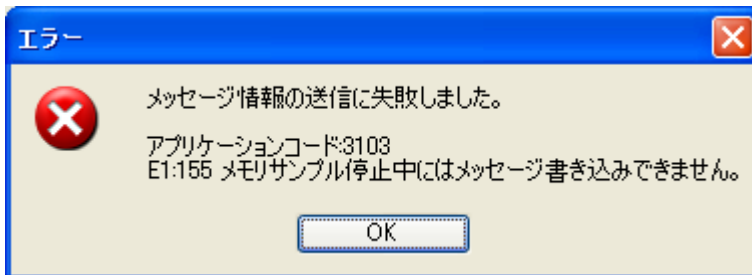 エラー
メッセージ情報の送信に失敗しました。
アプリケーションコード:3103
E1:155 メモリサンプル停止中にはメッセージ書き込みできません。
OK